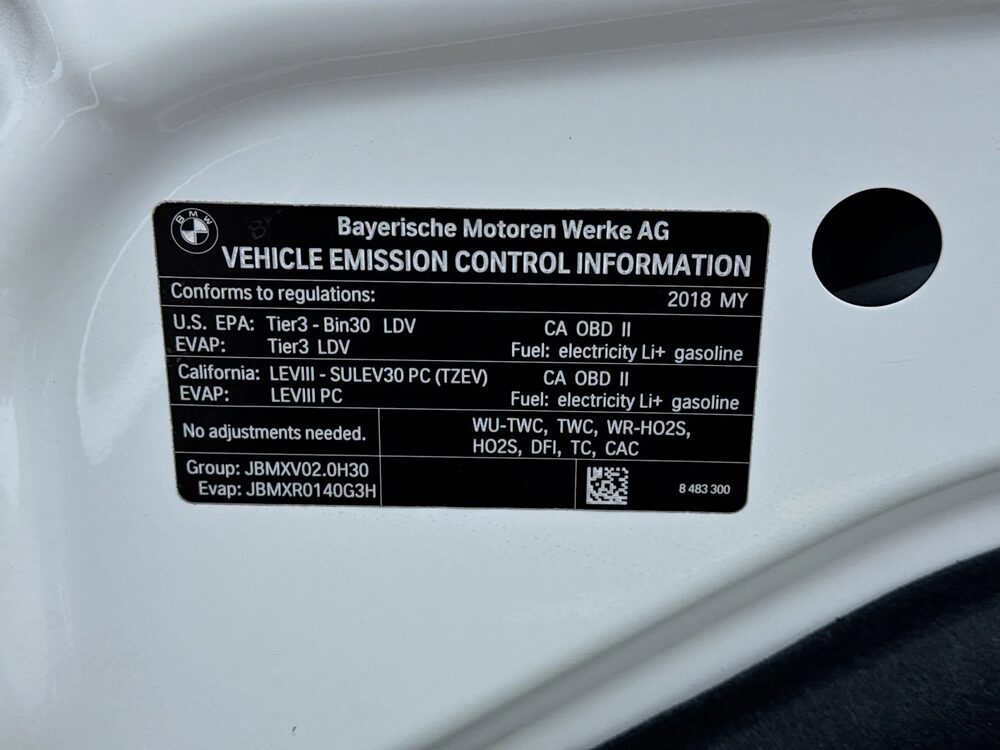 BMW
Bayerische Motoren Werke AG
VEHICLE EMISSION CONTROL INFORMATION
Conforms to regulations: 2018 MY
U.S. EPA: Tier3 - Bin30 LDV CA OBD II
EVAP: Tier3 LDV Fuel: electricity Li+ gasoline
California: LEVIII - SULEV30 PC (TZEV) CA OBD II
EVAP: LEVIII PC Fuel: electricity Li+ gasoline
No adjustments needed.
WU-TWC, TWC, WR-HO2S,
HO2S, DFI, TC, CAC
Group: JBMXV02.0H30
Evap: JBMXR0140G3H
8 483 300